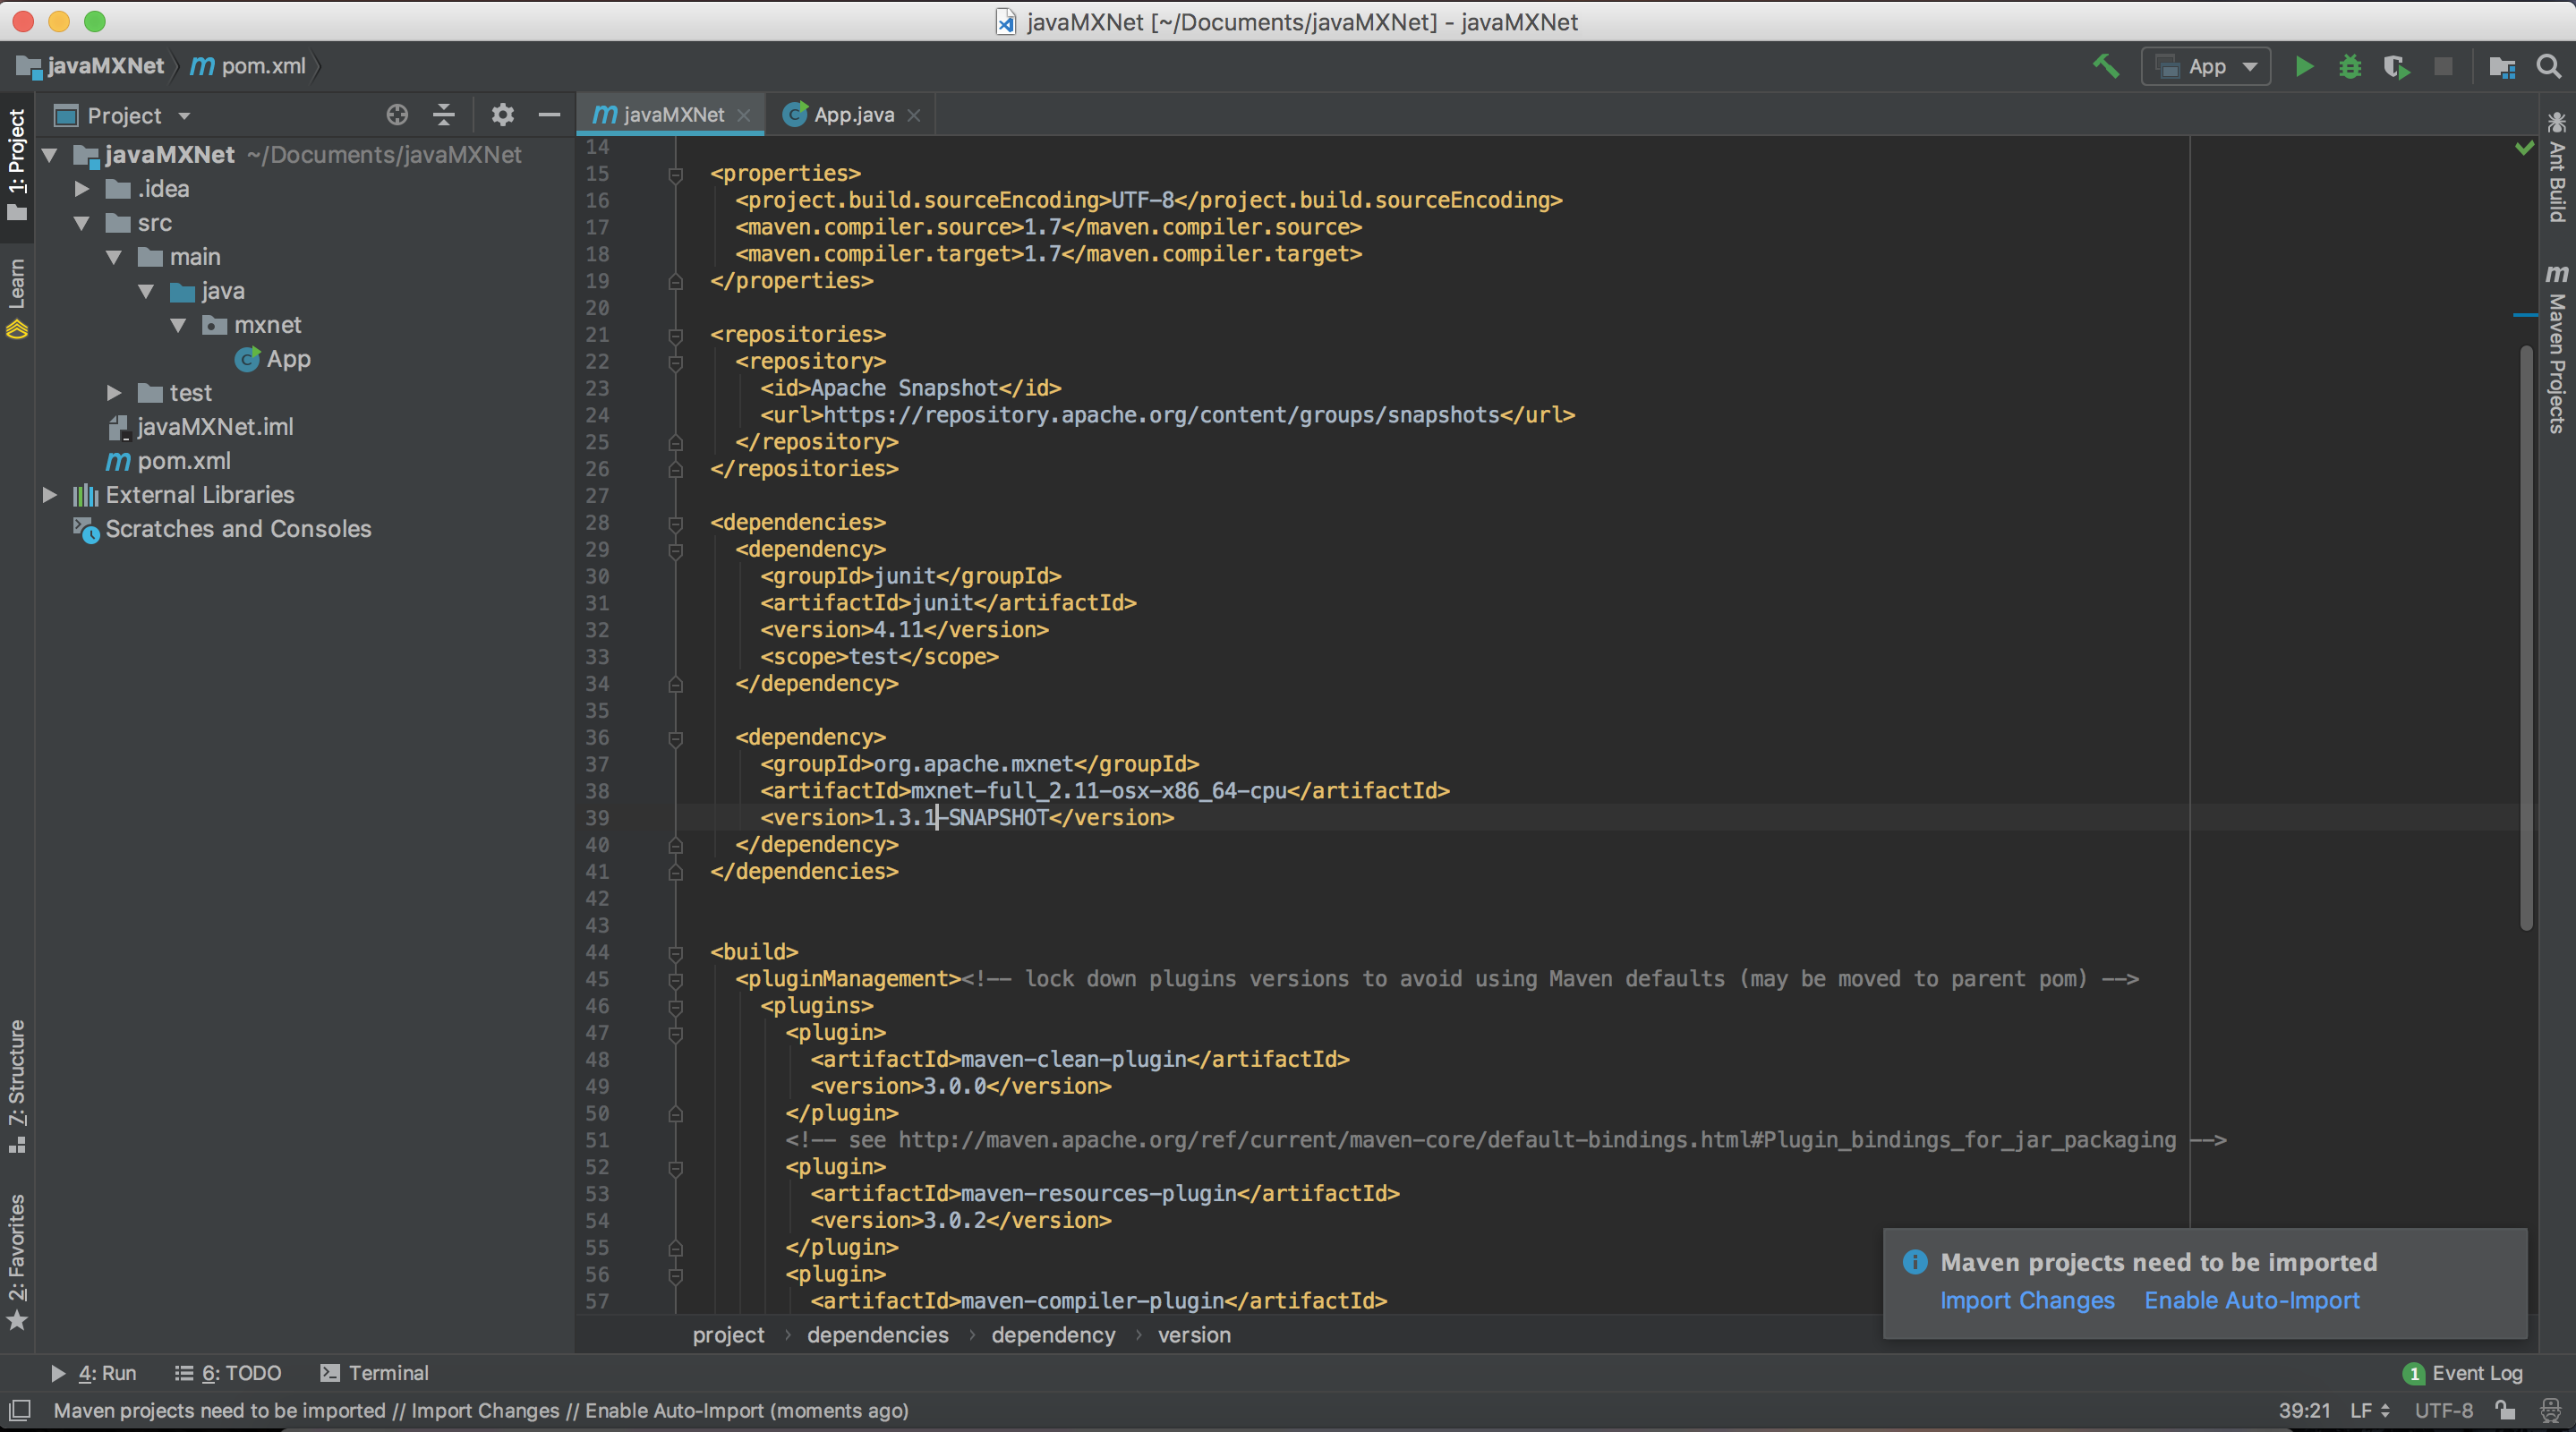 javaMXNet [~/Documents/javaMXNet] - javaMXNet
javaMXNet
pom.xml
App
1: Project
Learn
7: Structure
2: Favorites
Project
javaMXNet ~/Documents/javaMXNet
.idea
src
main
java
mxnet
App
test
javaMXNet.iml
pom.xml
External Libraries
Scratches and Consoles
javaMXNet
App.java
14
15 <properties>
16 <project.build.sourceEncoding>UTF-8</project.build.sourceEncoding>
17 <maven.compiler.source>1.7</maven.compiler.source>
18 <maven.compiler.target>1.7</maven.compiler.target>
19 </properties>
20
21 <repositories>
22 <repository>
23 <id>Apache Snapshot</id>
24 <url>https://repository.apache.org/content/groups/snapshots</url>
25 </repository>
26 </repositories>
27
28 <dependencies>
29 <dependency>
30 <groupId>junit</groupId>
31 <artifactId>junit</artifactId>
32 <version>4.11</version>
33 <scope>test</scope>
34 </dependency>
35
36 <dependency>
37 <groupId>org.apache.mxnet</groupId>
38 <artifactId>mxnet-full_2.11-osx-x86_64-cpu</artifactId>
39 <version>1.3.1-SNAPSHOT</version>
40 </dependency>
41 </dependencies>
42
43
44 <build>
45 <pluginManagement><!-- lock down plugins versions to avoid using Maven defaults (may be moved to parent pom) -->
46 <plugins>
47 <plugin>
48 <artifactId>maven-clean-plugin</artifactId>
49 <version>3.0.0</version>
50 </plugin>
51 <!-- see http://maven.apache.org/ref/current/maven-core/default-bindings.html#Plugin_bindings_for_jar_packaging -->
52 <plugin>
53 <artifactId>maven-resources-plugin</artifactId>
54 <version>3.0.2</version>
55 </plugin>
56 <plugin>
57 <artifactId>maven-compiler-plugin</artifactId>
Ant Build
Maven Projects
Maven projects need to be imported
Import Changes Enable Auto-Import
project › dependencies › dependency › version
4: Run
6: TODO
Terminal
1 Event Log
Maven projects need to be imported // Import Changes // Enable Auto-Import (moments ago)
39:21 LF UTF-8